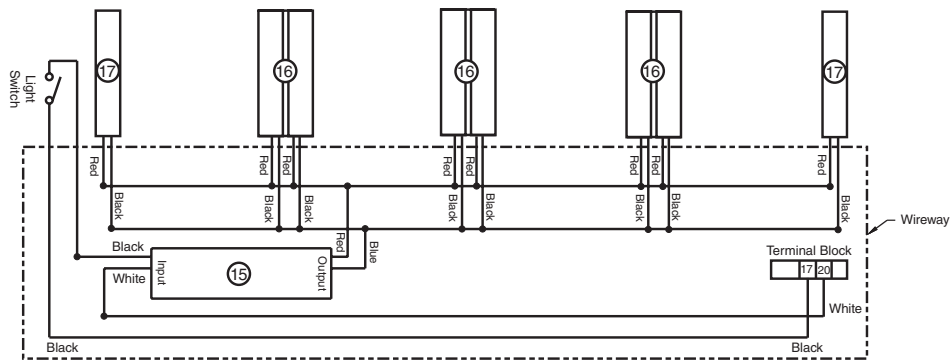 17
16
16
16
17
Light
Switch
Red
Red
Red
Red
Red
Red
Red
Red
Black
Black
Black
Black
Black
Black
Black
Black
Wireway
Black
White
Input
15
Output
Red
Blue
Terminal Block
17 20
White
Black
Black